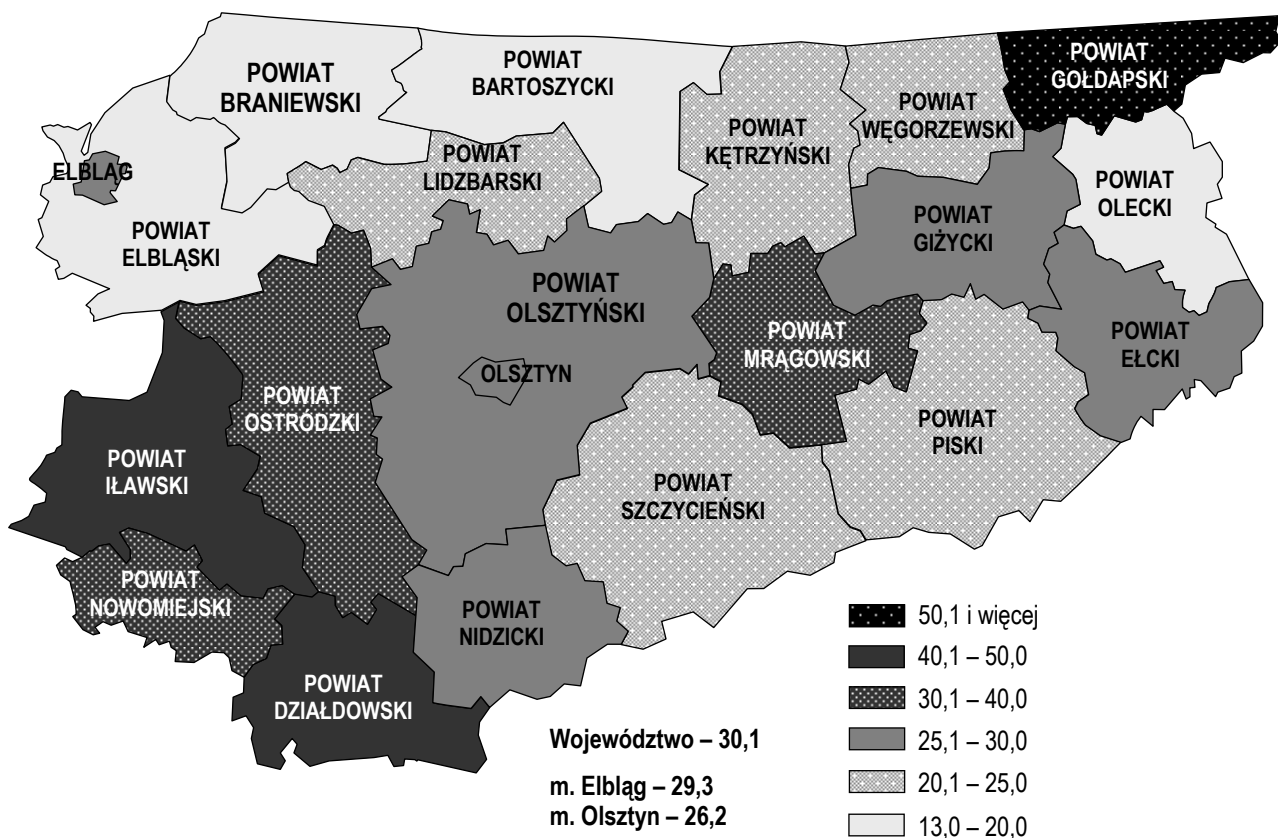 POWIAT
GOŁDAPSKI
POWIAT
BRANIEWSKI
POWIAT
BARTOSZYCKI
POWIAT
WĘGORZEWSKI
POWIAT
KĘTRZYŃSKI
ELBLĄG
POWIAT
LIDZBARSKI
POWIAT
OLECKI
POWIAT
GIŻYCKI
POWIAT
ELBLĄSKI
POWIAT
OLSZTYŃSKI
POWIAT
MRĄGOWSKI
POWIAT
EŁCKI
OLSZTYN
POWIAT
OSTRÓDZKI
POWIAT
PISKI
POWIAT
IŁAWSKI
POWIAT
SZCZYCIEŃSKI
POWIAT
NOWOMIEJSKI
POWIAT
NIDZICKI
POWIAT
DZIAŁDOWSKI
Województwo – 30,1
m. Elbląg – 29,3
m. Olsztyn – 26,2
50,1 i więcej
40,1 – 50,0
30,1 – 40,0
25,1 – 30,0
20,1 – 25,0
13,0 – 20,0